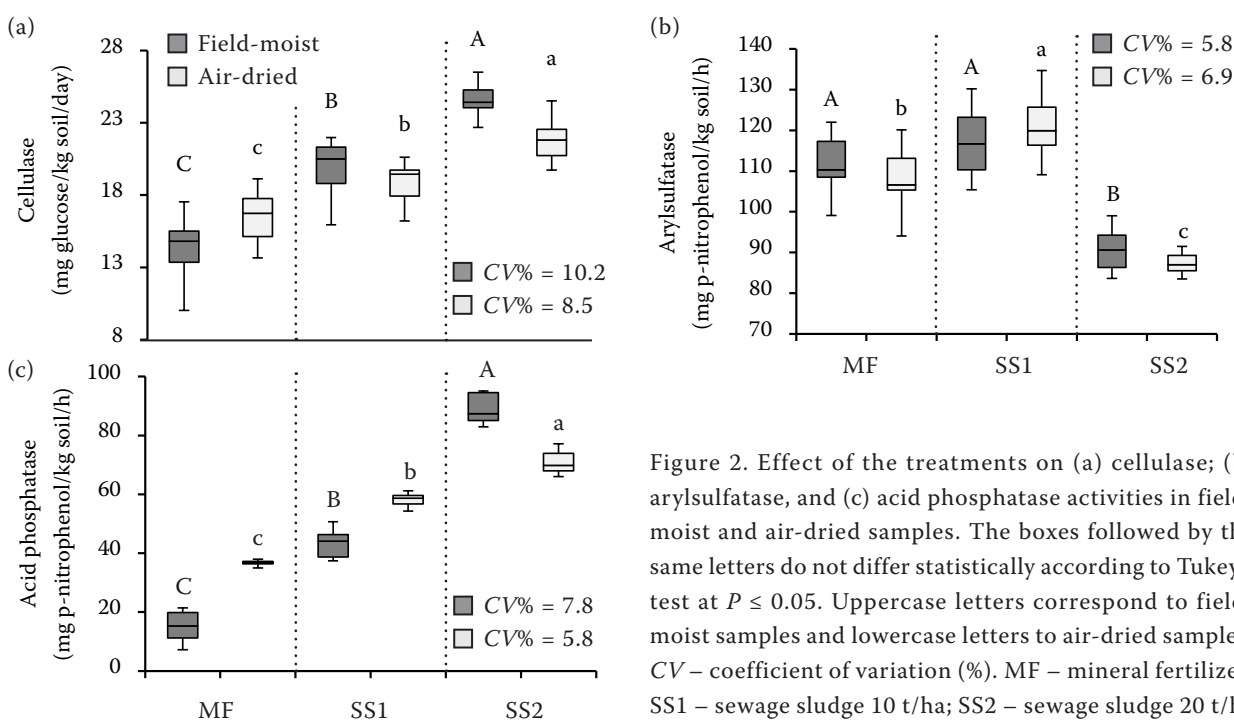 (a)
Field-moist
Air-dried
Cellulase
(mg glucose/kg soil/day)
28
23
18
13
8
C
c
B
b
A
a
CV% = 10.2
CV% = 8.5
(b)
CV% = 5.8
CV% = 6.9
Arylsulfatase
(mg p-nitrophenol/kg soil/h)
140
130
120
110
100
90
80
70
A
b
A
a
B
c
MF
SS1
SS2
(c)
Acid phosphatase
(mg p-nitrophenol/kg soil/h)
100
80
60
40
20
0
C
c
B
b
A
a
CV% = 7.8
CV% = 5.8
MF
SS1
SS2
Figure 2. Effect of the treatments on (a) cellulase;
arylsulfatase, and (c) acid phosphatase activities in field
moist and air-dried samples. The boxes followed by
same letters do not differ statistically according to Tukey
test at P ≤ 0.05. Uppercase letters correspond to field
moist samples and lowercase letters to air-dried sample
CV – coefficient of variation (%). MF – mineral fertilize
SS1 – sewage sludge 10 t/ha; SS2 – sewage sludge 20 t/h